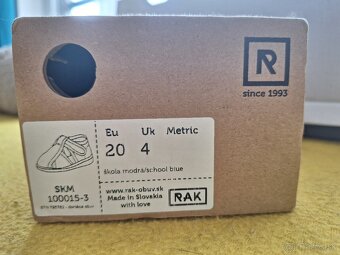 R
since 1993
Eu Uk Metric
20 4
škola modrá/school blue
SKM
100015-3
www.rak-obuv.sk
Made in Slovakia
with love
RAK